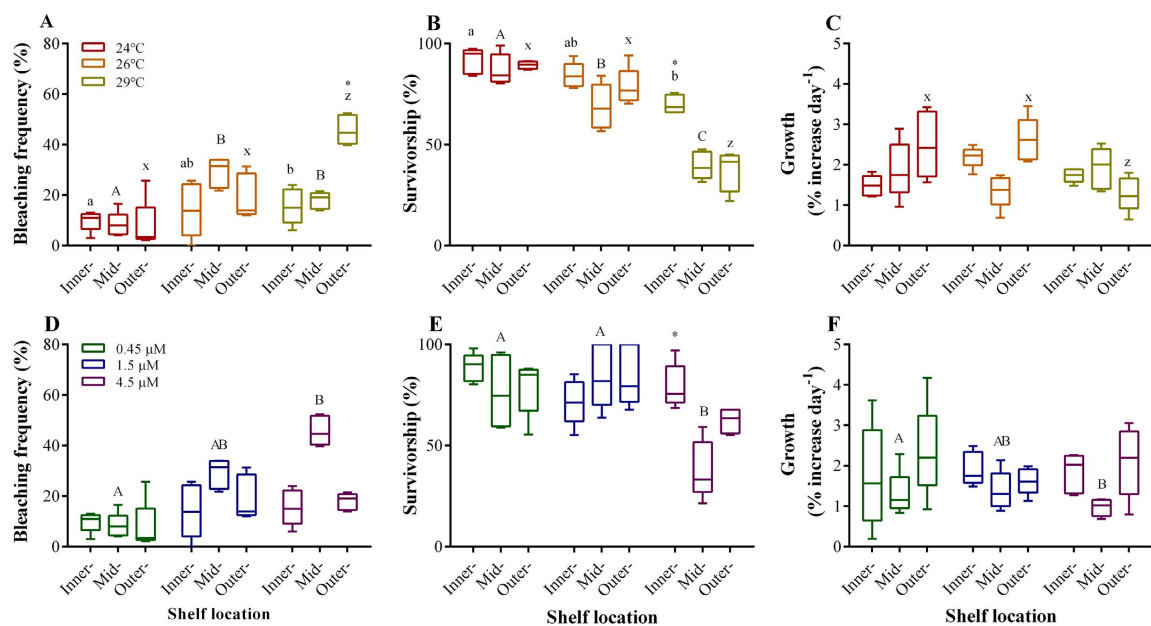 A
80
60
40
20
0
Bleaching frequency (%)
24°C
26°C
29°C
a
A
x
ab
B
x
b
B
*
z
Inner-
Mid-
Outer-
Inner-
Mid-
Outer-
Inner-
Mid-
Outer-
B
100
50
0
Survivorship (%)
a
A
x
ab
B
x
*
b
C
z
Inner-
Mid-
Outer-
Inner-
Mid-
Outer-
Inner-
Mid-
Outer-
C
5
4
3
2
1
0
Growth
(% increase day⁻¹)
x
x
z
Inner-
Mid-
Outer-
Inner-
Mid-
Outer-
Inner-
Mid-
Outer-
D
80
60
40
20
0
Bleaching frequency (%)
0.45 µM
1.5 µM
4.5 µM
A
AB
B
Inner-
Mid-
Outer-
Inner-
Mid-
Outer-
Inner-
Mid-
Outer-
Shelf location
E
100
50
0
Survivorship (%)
A
A
*
B
Inner-
Mid-
Outer-
Inner-
Mid-
Outer-
Inner-
Mid-
Outer-
Shelf location
F
5
4
3
2
1
0
Growth
(% increase day⁻¹)
A
AB
B
Inner-
Mid-
Outer-
Inner-
Mid-
Outer-
Inner-
Mid-
Outer-
Shelf location